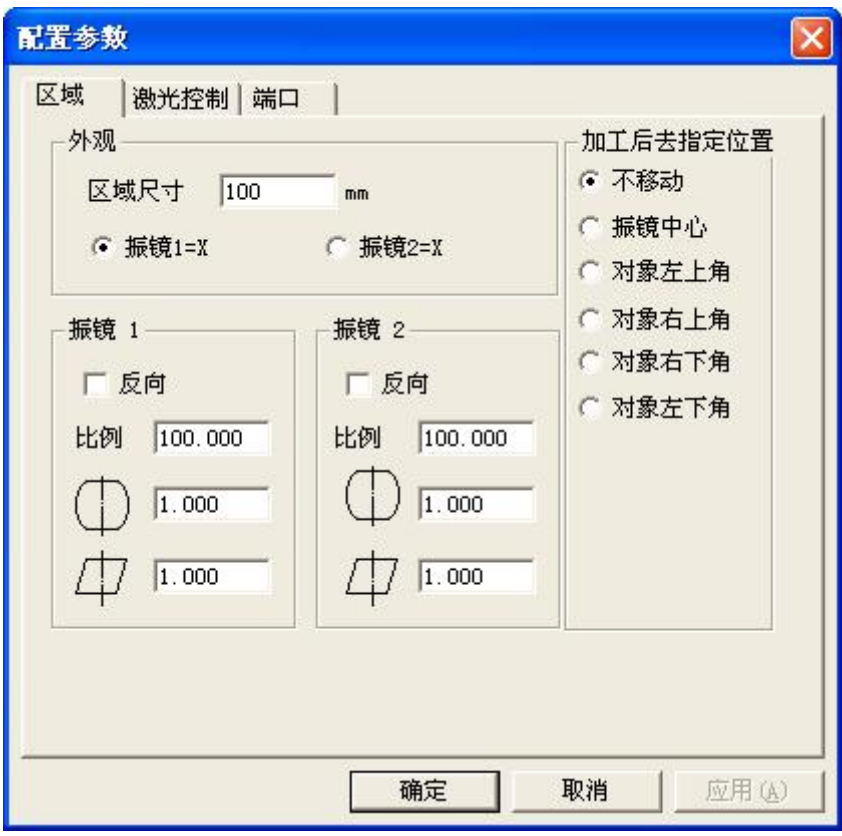 配置参数
区域 激光控制 端口
外观
区域尺寸 100 mm
振镜1=X 振镜2=X
振镜 1
反向
比例 100.000
1.000
1.000
振镜 2
反向
比例 100.000
1.000
1.000
加工后去指定位置
不移动
振镜中心
对象左上角
对象右上角
对象右下角
对象左下角
确定 取消 应用(A)